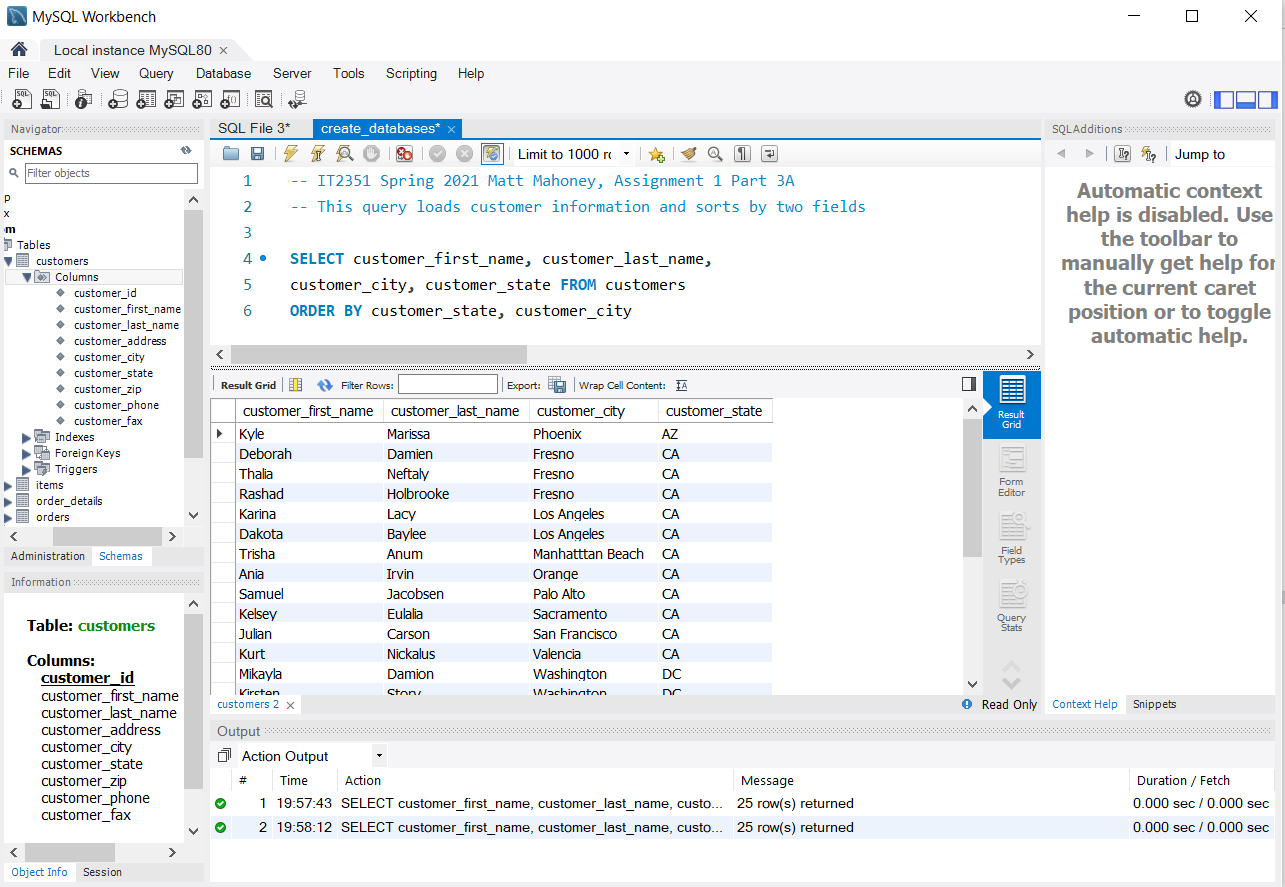 MySQL Workbench
Local instance MySQL80 ×
File Edit View Query Database Server Tools Scripting Help
Navigator
SCHEMAS
Filter objects
p
x
om
Tables
customers
Columns
customer_id
customer_first_name
customer_last_name
customer_address
customer_city
customer_state
customer_zip
customer_phone
customer_fax
Indexes
Foreign Keys
Triggers
items
order_details
orders
Administration Schemas
Information
Table: customers
Columns:
customer_id
customer_first_name
customer_last_name
customer_address
customer_city
customer_state
customer_zip
customer_phone
customer_fax
Object Info Session
SQL File 3* create_databases* ×
Limit to 1000 r
1 -- IT2351 Spring 2021 Matt Mahoney, Assignment 1 Part 3A
2 -- This query loads customer information and sorts by two fields
3
4 SELECT customer_first_name, customer_last_name,
5 customer_city, customer_state FROM customers
6 ORDER BY customer_state, customer_city
Result Grid Filter Rows: Export: Wrap Cell Content:
customer_first_name customer_last_name customer_city customer_state
Kyle Marissa Phoenix AZ
Deborah Damien Fresno CA
Thalia Neftaly Fresno CA
Rashad Holbrooke Fresno CA
Karina Lacy Los Angeles CA
Dakota Baylee Los Angeles CA
Trisha Anum Manhatttan Beach CA
Ania Irvin Orange CA
Samuel Jacobsen Palo Alto CA
Kelsey Eulalia Sacramento CA
Julian Carson San Francisco CA
Kurt Nickalus Valencia CA
Mikayla Damion Washington DC
Kirsten Story Washington DC
customers 2 ×
Read Only
Result
Grid
Form
Editor
Field
Types
Query
Stats
SQLAdditions
Jump to
Automatic context
help is disabled. Use
the toolbar to
manually get help for
the current caret
position or to toggle
automatic help.
Context Help Snippets
Output
Action Output
# Time Action Message Duration / Fetch
1 19:57:43 SELECT customer_first_name, customer_last_name, custo... 25 row(s) returned 0.000 sec / 0.000 sec
2 19:58:12 SELECT customer_first_name, customer_last_name, custo... 25 row(s) returned 0.000 sec / 0.000 sec